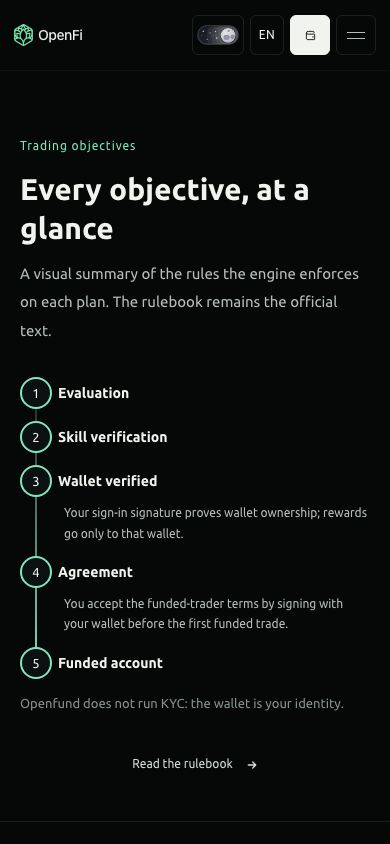 OpenFi
EN
Trading objectives
Every objective, at a
glance
A visual summary of the rules the engine enforces
on each plan. The rulebook remains the official
text.
1 Evaluation
2 Skill verification
3 Wallet verified
Your sign-in signature proves wallet ownership; rewards
go only to that wallet.
4 Agreement
You accept the funded-trader terms by signing with
your wallet before the first funded trade.
5 Funded account
Openfund does not run KYC: the wallet is your identity.
Read the rulebook →